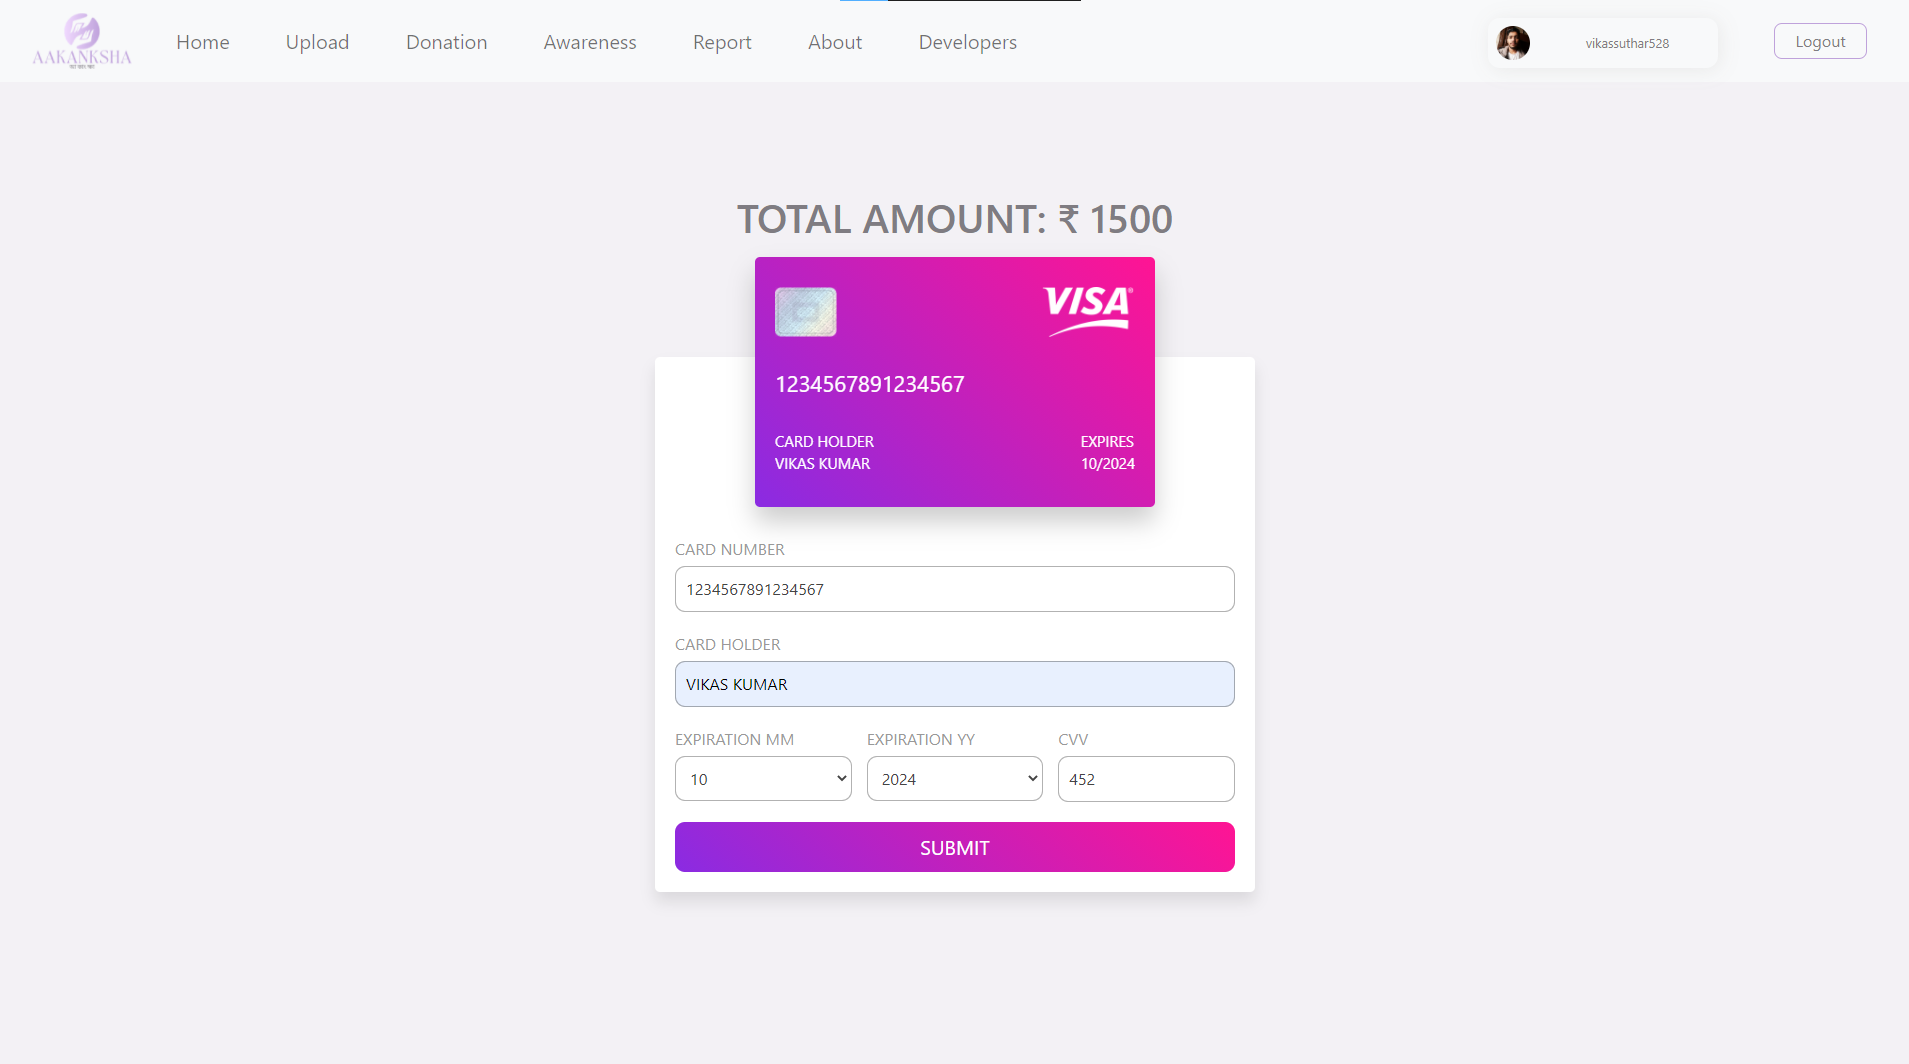 AAKANKSHA
Home Upload Donation Awareness Report About Developers
vikassuthar528
Logout
TOTAL AMOUNT: ₹ 1500
VISA
1234567891234567
CARD HOLDER EXPIRES
VIKAS KUMAR 10/2024
CARD NUMBER
1234567891234567
CARD HOLDER
VIKAS KUMAR
EXPIRATION MM EXPIRATION YY CVV
10 2024 452
SUBMIT